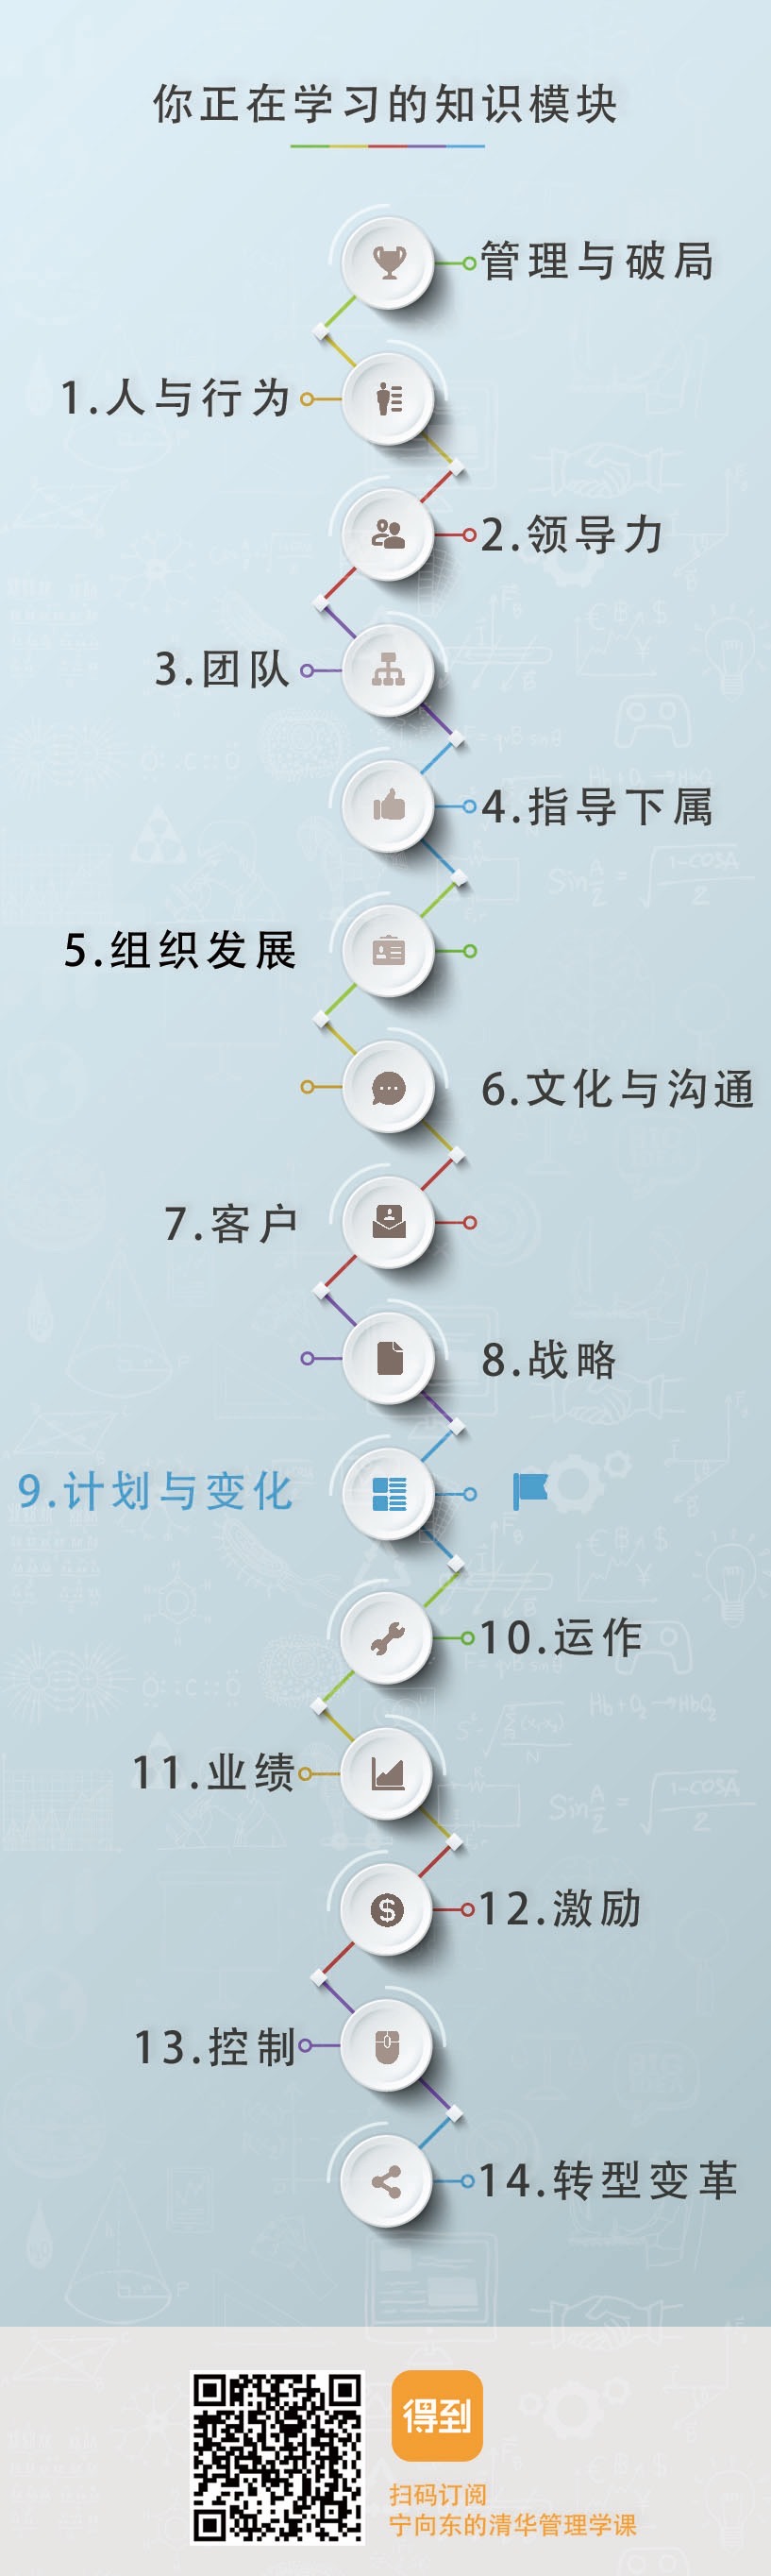 你正在学习的知识模块
管理与破局
1.人与行为
2.领导力
3.团队
4.指导下属
5.组织发展
6.文化与沟通
7.客户
8.战略
9.计划与变化
10.运作
11.业绩
12.激励
13.控制
14.转型变革
得到
扫码订阅
宁向东的清华管理学课